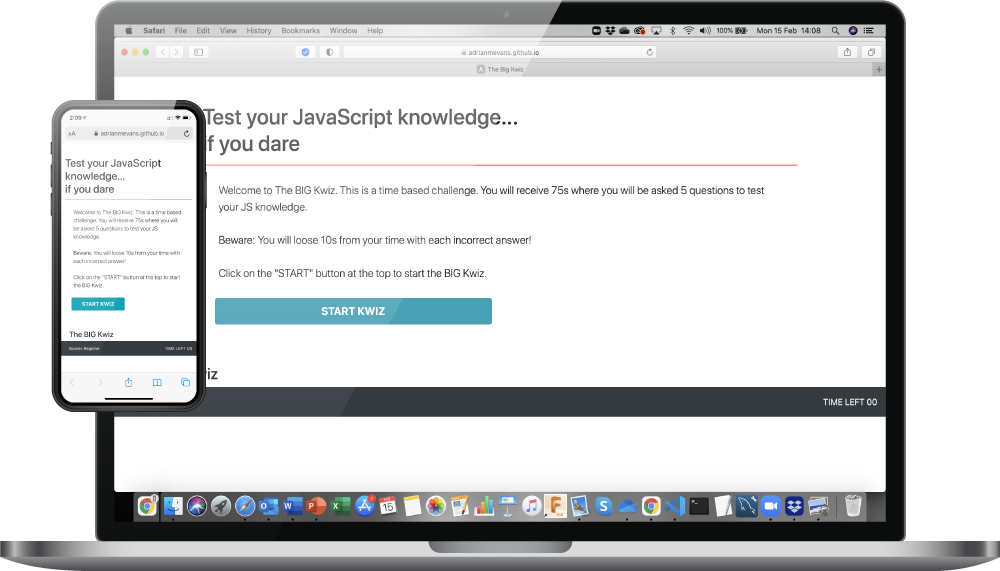 Safari File Edit View History Bookmarks Window Help 100% Mon 15 Feb 14:08
adrianmevans.github.io
The Big Kwiz
Test your JavaScript knowledge...
if you dare
Welcome to The BIG Kwiz. This is a time based challenge. You will receive 75s where you will be asked 5 questions to test
your JS knowledge.
Beware: You will loose 10s from your time with each incorrect answer!
Click on the "START" button at the top to start the BIG Kwiz.
START KWIZ
iz
TIME LEFT 00
2:09
AA adrianmevans.github.io
Test your JavaScript
knowledge...
if you dare
Welcome to The BIG Kwiz. This is a time based
challenge. You will receive 75s where you will
be asked 5 questions to test your JS
knowledge.
Beware: You will loose 10s from your time with
each incorrect answer!
Click on the "START" button at the top to start
the BIG Kwiz.
START KWIZ
The BIG Kwiz
Scores Register TIME LEFT 00
15